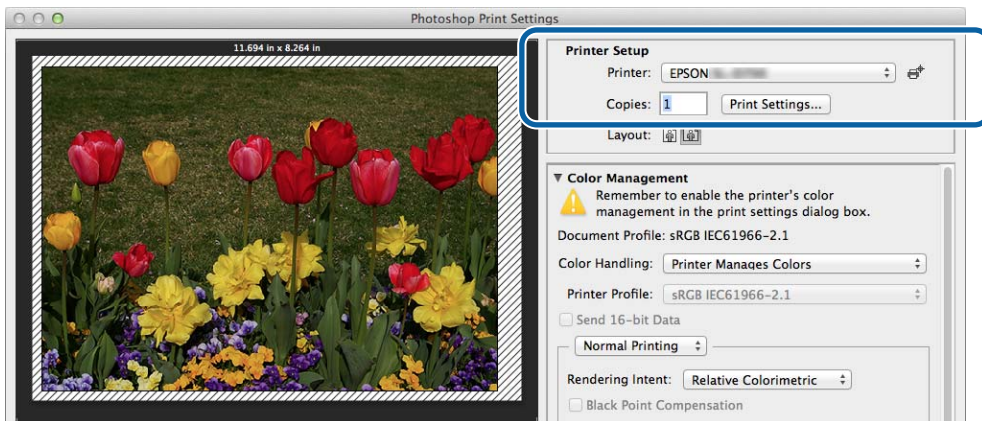 Photoshop Print Settings
11.694 in x 8.264 in
Printer Setup
Printer: EPSON
Copies: 1 Print Settings...
Layout:
Color Management
Remember to enable the printer's color
management in the print settings dialog box.
Document Profile: sRGB IEC61966-2.1
Color Handling: Printer Manages Colors
Printer Profile: sRGB IEC61966-2.1
Send 16-bit Data
Normal Printing
Rendering Intent: Relative Colorimetric
Black Point Compensation